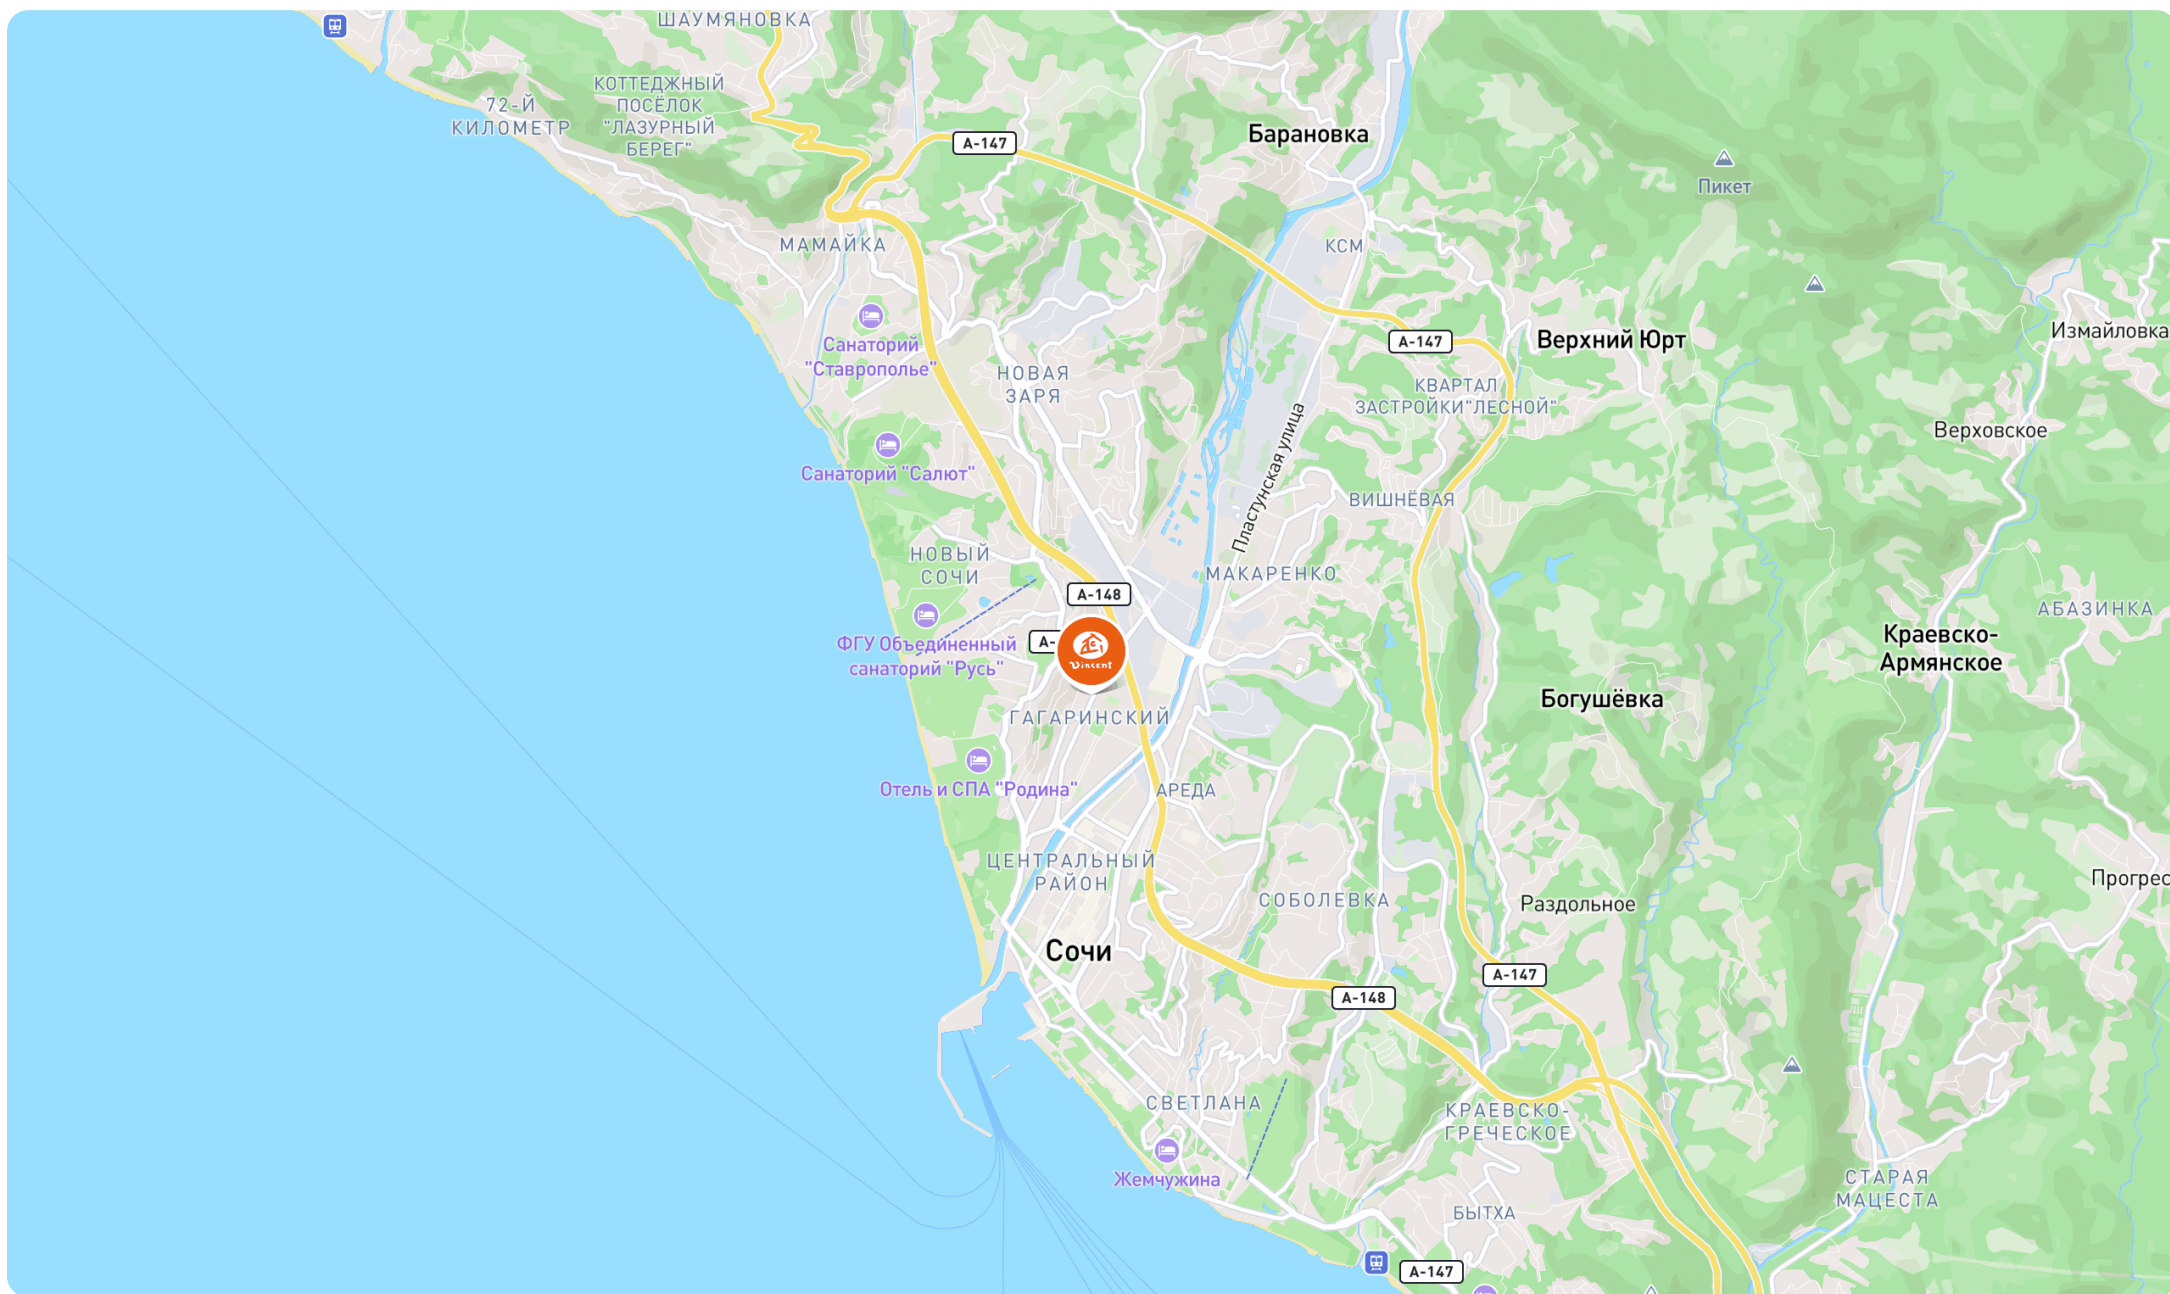 ШАУМЯНОВКА
КОТТЕДЖНЫЙ
ПОСЁЛОК
"ЛАЗУРНЫЙ
БЕРЕГ"
72-Й
КИЛОМЕТР
А-147
Барановка
Пикет
МАМАЙКА
КСМ
Санаторий
"Ставрополье"
НОВАЯ
ЗАРЯ
А-147
Верхний Юрт
Измайловка
КВАРТАЛ
ЗАСТРОЙКИ"ЛЕСНОЙ"
Верховское
Санаторий "Салют"
Пластунская улица
ВИШНЁВАЯ
НОВЫЙ
СОЧИ
МАКАРЕНКО
А-148
АБАЗИНКА
ФГУ Объединенный
санаторий "Русь"
А-
Vincent
Краевско-
Армянское
Богушёвка
ГАГАРИНСКИЙ
Отель и СПА "Родина"
АРЕДА
ЦЕНТРАЛЬНЫЙ
РАЙОН
СОБОЛЕВКА
Раздольное
Прогрес
Сочи
А-147
А-148
СВЕТЛАНА
КРАЕВСКО-
ГРЕЧЕСКОЕ
Жемчужина
СТАРАЯ
МАЦЕСТА
БЫТХА
А-147